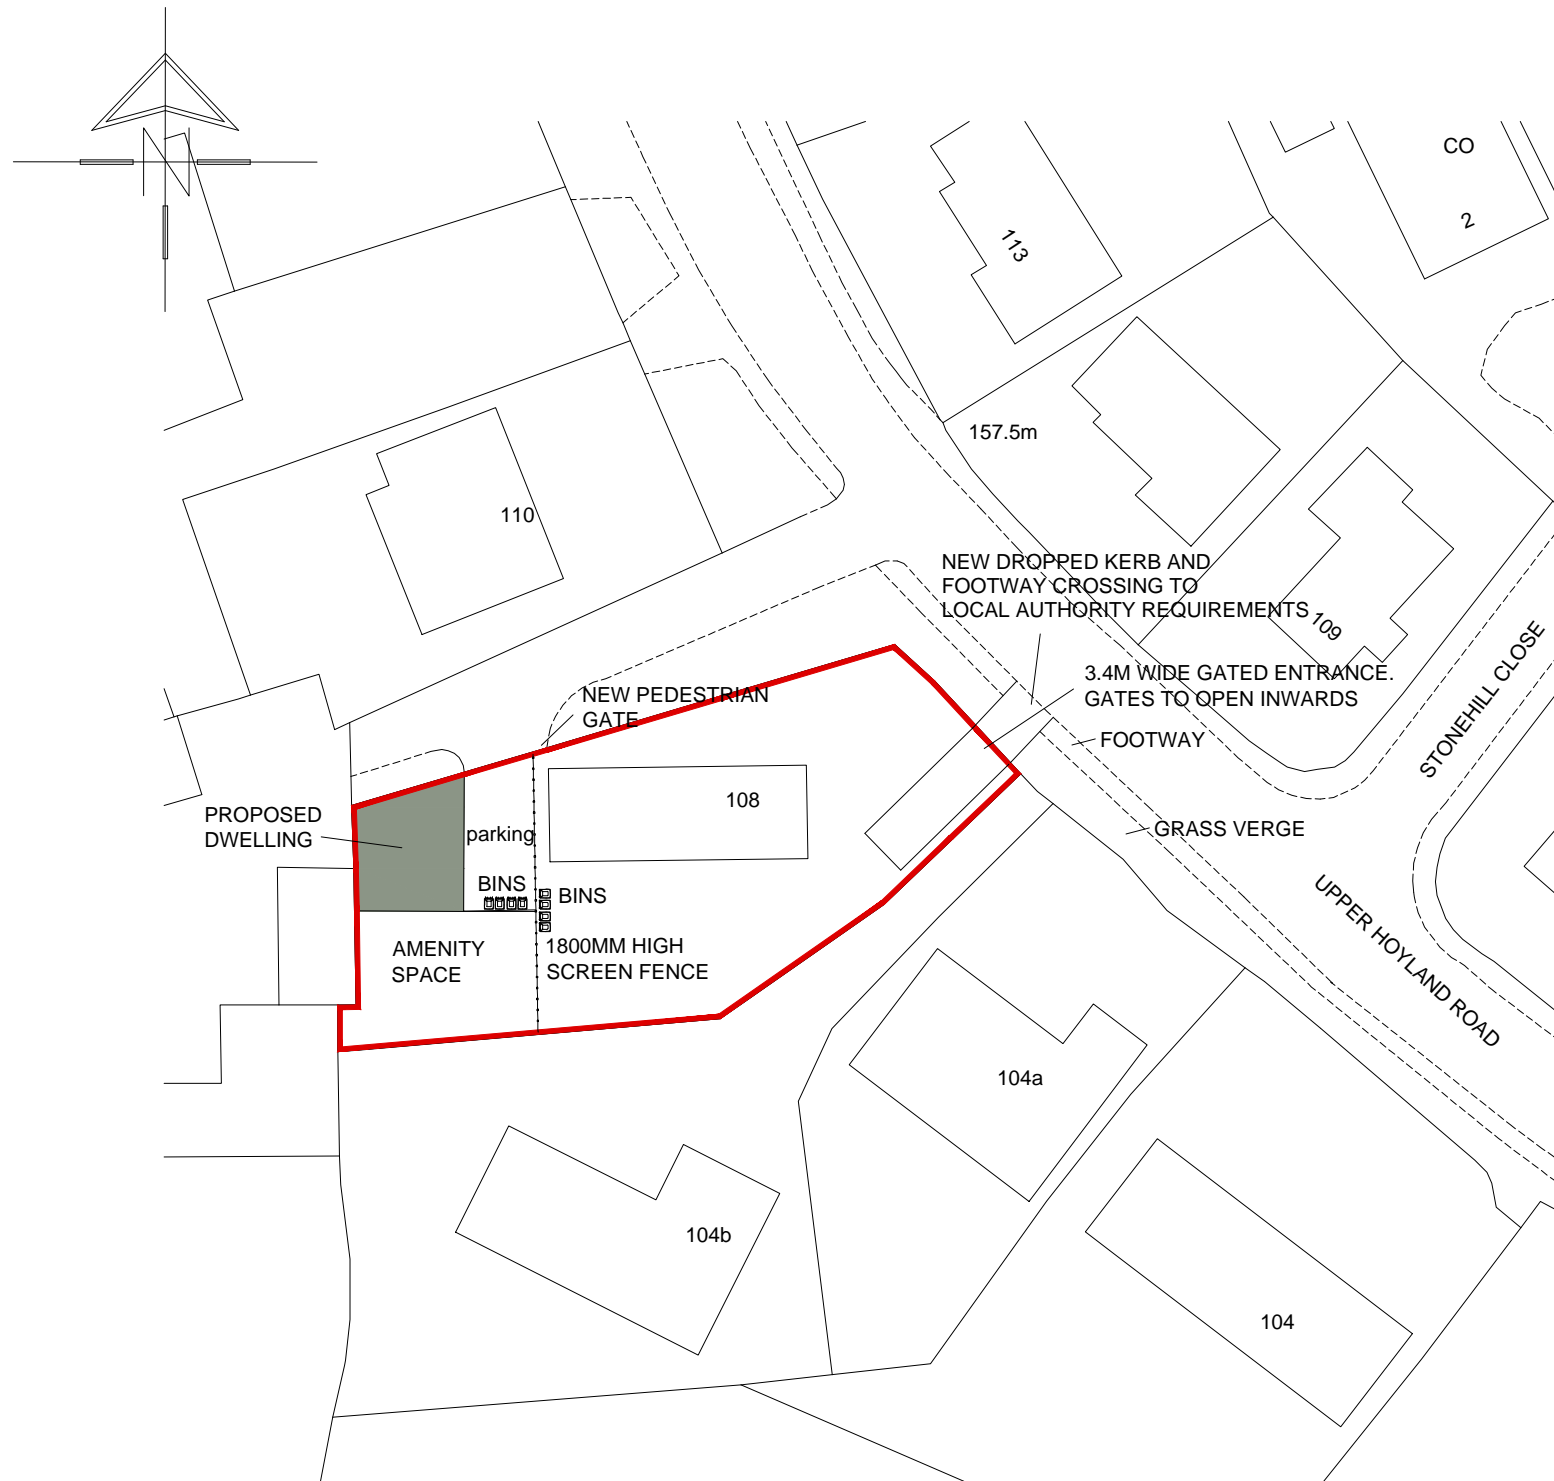 N
CO
2
113
157.5m
110
NEW DROPPED KERB AND
FOOTWAY CROSSING TO
LOCAL AUTHORITY REQUIREMENTS
109
3.4M WIDE GATED ENTRANCE.
GATES TO OPEN INWARDS
STONEHILL CLOSE
NEW PEDESTRIAN
GATE
FOOTWAY
PROPOSED
DWELLING
parking
108
GRASS VERGE
BINS
BINS
UPPER HOYLAND ROAD
AMENITY
SPACE
1800MM HIGH
SCREEN FENCE
104a
104b
104